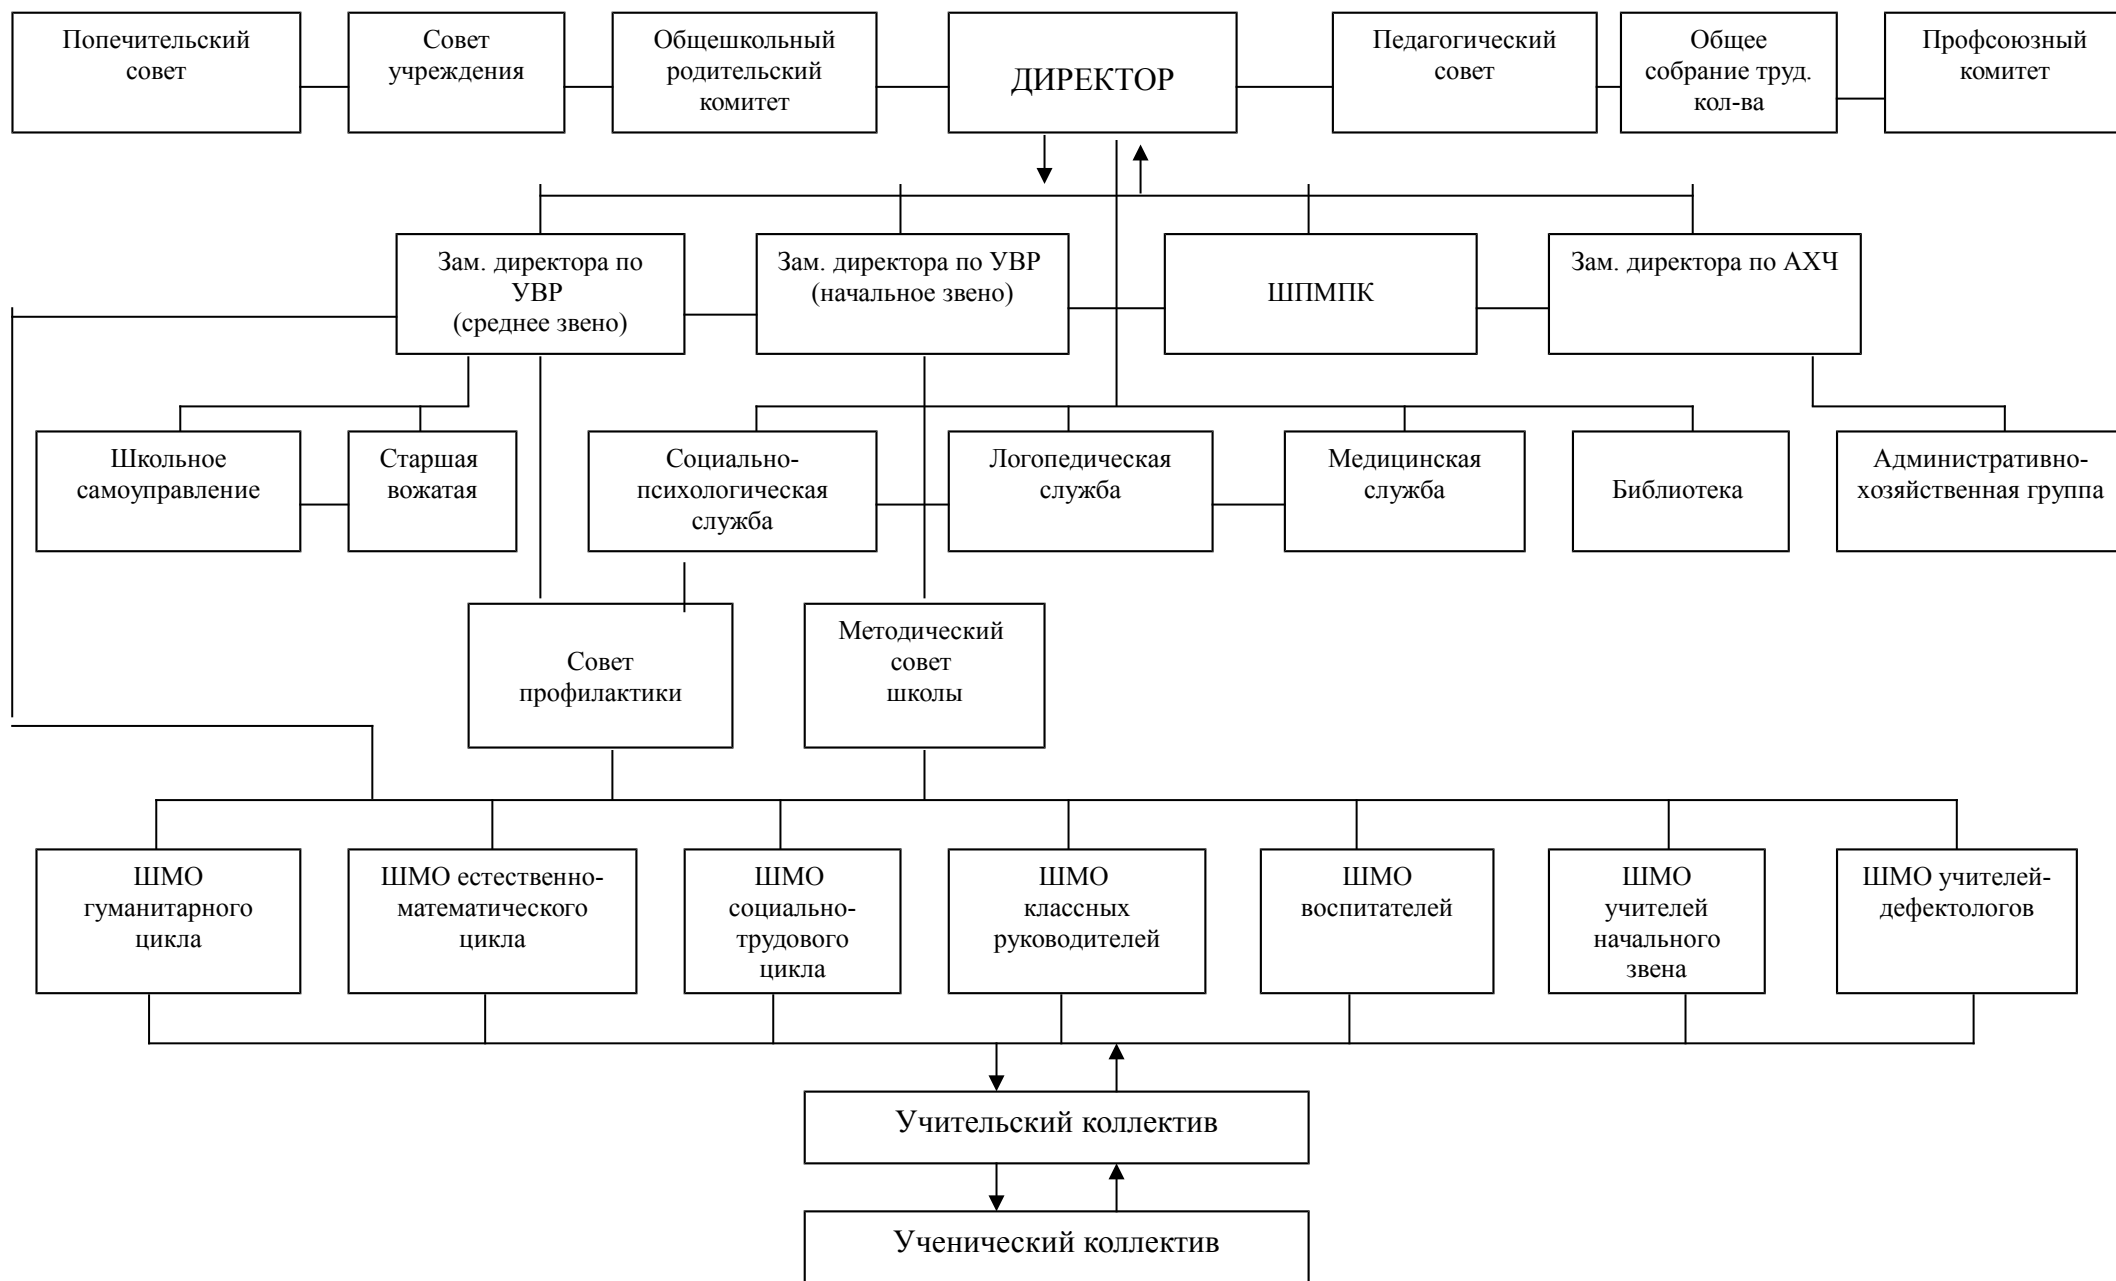 Попечительский
совет
Совет
учреждения
Общешкольный
родительский
комитет
ДИРЕКТОР
Педагогический
совет
Общее
собрание труд.
кол-ва
Профсоюзный
комитет
Зам. директора по
УВР
(среднее звено)
Зам. директора по УВР
(начальное звено)
ШПМПК
Зам. директора по АХЧ
Школьное
самоуправление
Старшая
вожатая
Социально-
психологическая
служба
Логопедическая
служба
Медицинская
служба
Библиотека
Административно-
хозяйственная группа
Совет
профилактики
Методический
совет
школы
ШМО
гуманитарного
цикла
ШМО естественно-
математического
цикла
ШМО
социально-
трудового
цикла
ШМО
классных
руководителей
ШМО
воспитателей
ШМО
учителей
начального
звена
ШМО учителей-
дефектологов
Учительский коллектив
Ученический коллектив